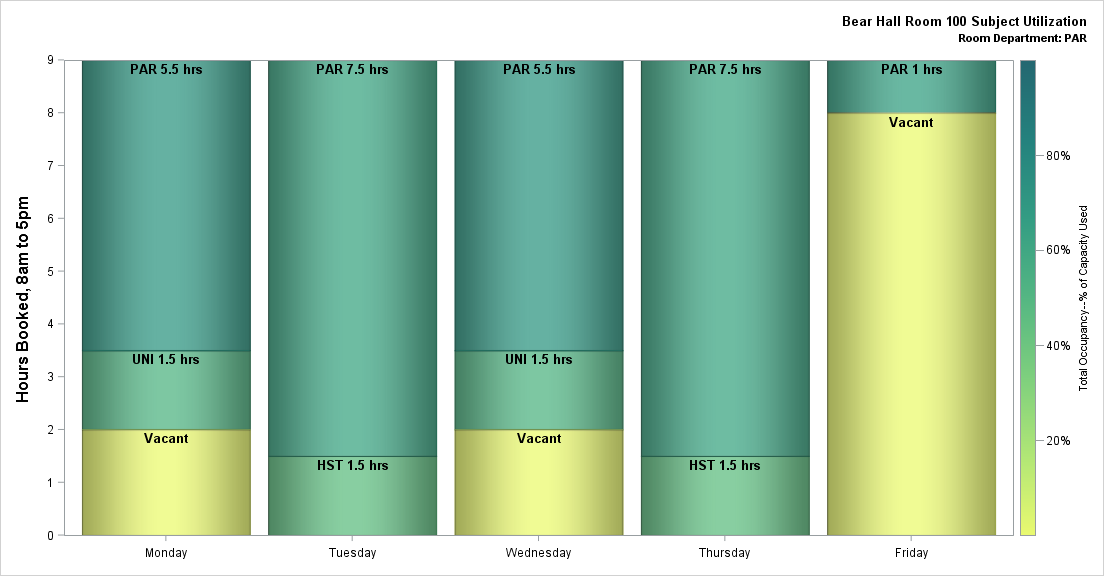 Bear Hall Room 100 Subject Utilization
Room Department: PAR
Hours Booked, 8am to 5pm
9
8
7
6
5
4
3
2
1
0
PAR 5.5 hrs
UNI 1.5 hrs
Vacant
PAR 7.5 hrs
HST 1.5 hrs
PAR 5.5 hrs
UNI 1.5 hrs
Vacant
PAR 7.5 hrs
HST 1.5 hrs
PAR 1 hrs
Vacant
Monday
Tuesday
Wednesday
Thursday
Friday
80%
60%
40%
20%
Total Occupancy--% of Capacity Used